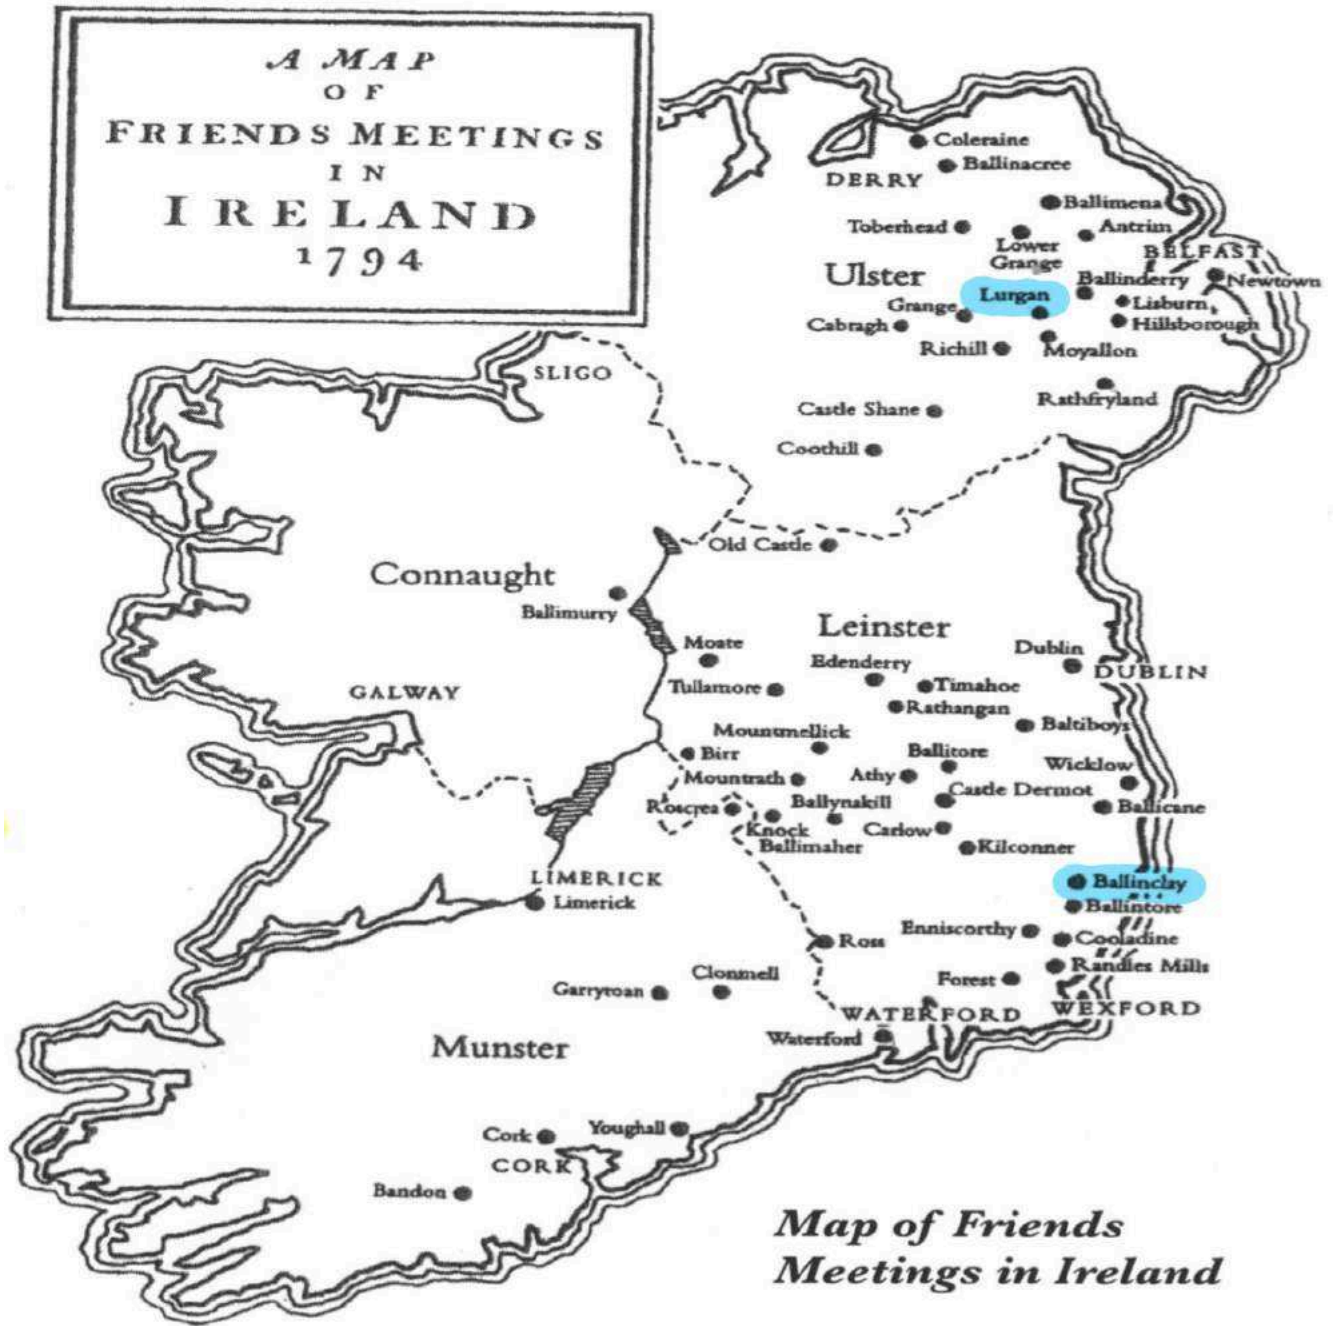 A MAP
OF
FRIENDS MEETINGS
IN
IRELAND
1794
Coleraine
Ballinacree
DERRY
Ballimena
Toberhead
Antrim
Lower
Grange
BELFAST
Ulster
Ballinderry
Newtown
Lurgan
Grange
Lisburn
Cabragh
Hillsborough
Richill
Moyallon
SLIGO
Rathfryland
Castle Shane
Coothill
Old Castle
Connaught
Ballimurry
Leinster
Moate
Dublin
Edenderry
DUBLIN
Tullamore
Timahoe
GALWAY
Rathangan
Baltiboys
Mountmellick
Birr
Ballitore
Wicklow
Mountrath
Athy
Castle Dermot
Roscrea
Ballynakill
Ballicane
Knock
Carlow
Ballimaher
Kilconner
LIMERICK
Ballinclay
Limerick
Ballintore
Enniscorthy
Ross
Cooladine
Clonmell
Forest
Randles Mills
Garryroan
WATERFORD
WEXFORD
Waterford
Munster
Cork
Youghall
CORK
Bandon
Map of Friends
Meetings in Ireland